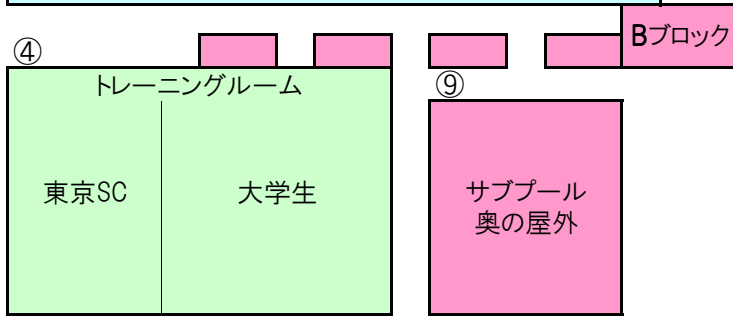 Bブロック
④
トレーニングルーム
⑨
東京SC
大学生
サブプール
奥の屋外